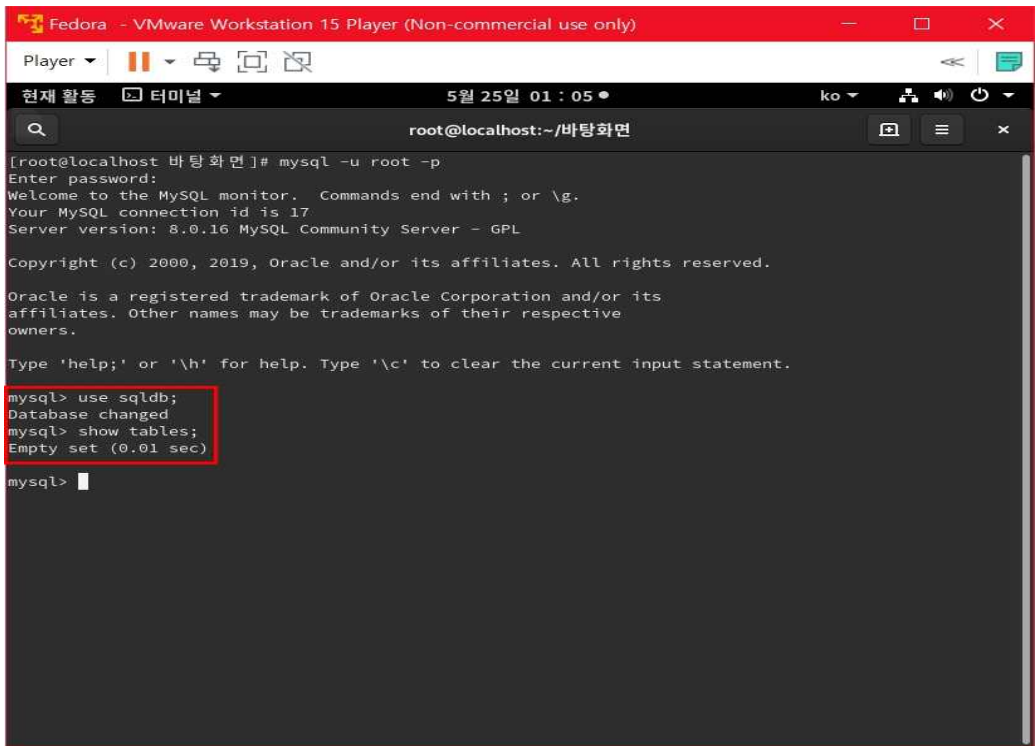 Fedora - VMware Workstation 15 Player (Non-commercial use only)
Player
현재 활동 터미널 5월 25일 01 : 05 ko
root@localhost:~/바탕화면
[root@localhost 바탕화면]# mysql -u root -p
Enter password:
Welcome to the MySQL monitor.  Commands end with ; or \g.
Your MySQL connection id is 17
Server version: 8.0.16 MySQL Community Server - GPL
Copyright (c) 2000, 2019, Oracle and/or its affiliates. All rights reserved.
Oracle is a registered trademark of Oracle Corporation and/or its
affiliates. Other names may be trademarks of their respective
owners.
Type 'help;' or '\h' for help. Type '\c' to clear the current input statement.
mysql> use sqldb;
Database changed
mysql> show tables;
Empty set (0.01 sec)
mysql>